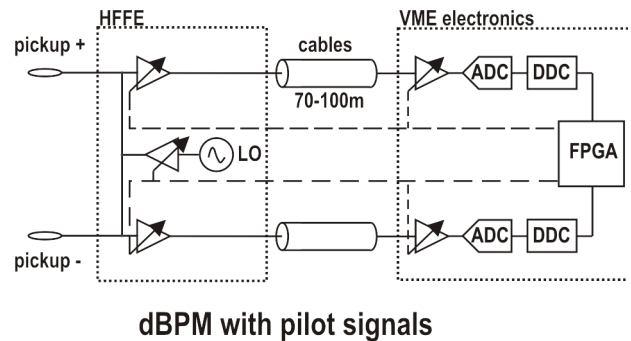 HFFE
VME electronics
pickup +
cables
ADC
DDC
70-100m
LO
FPGA
pickup -
ADC
DDC
dBPM with pilot signals